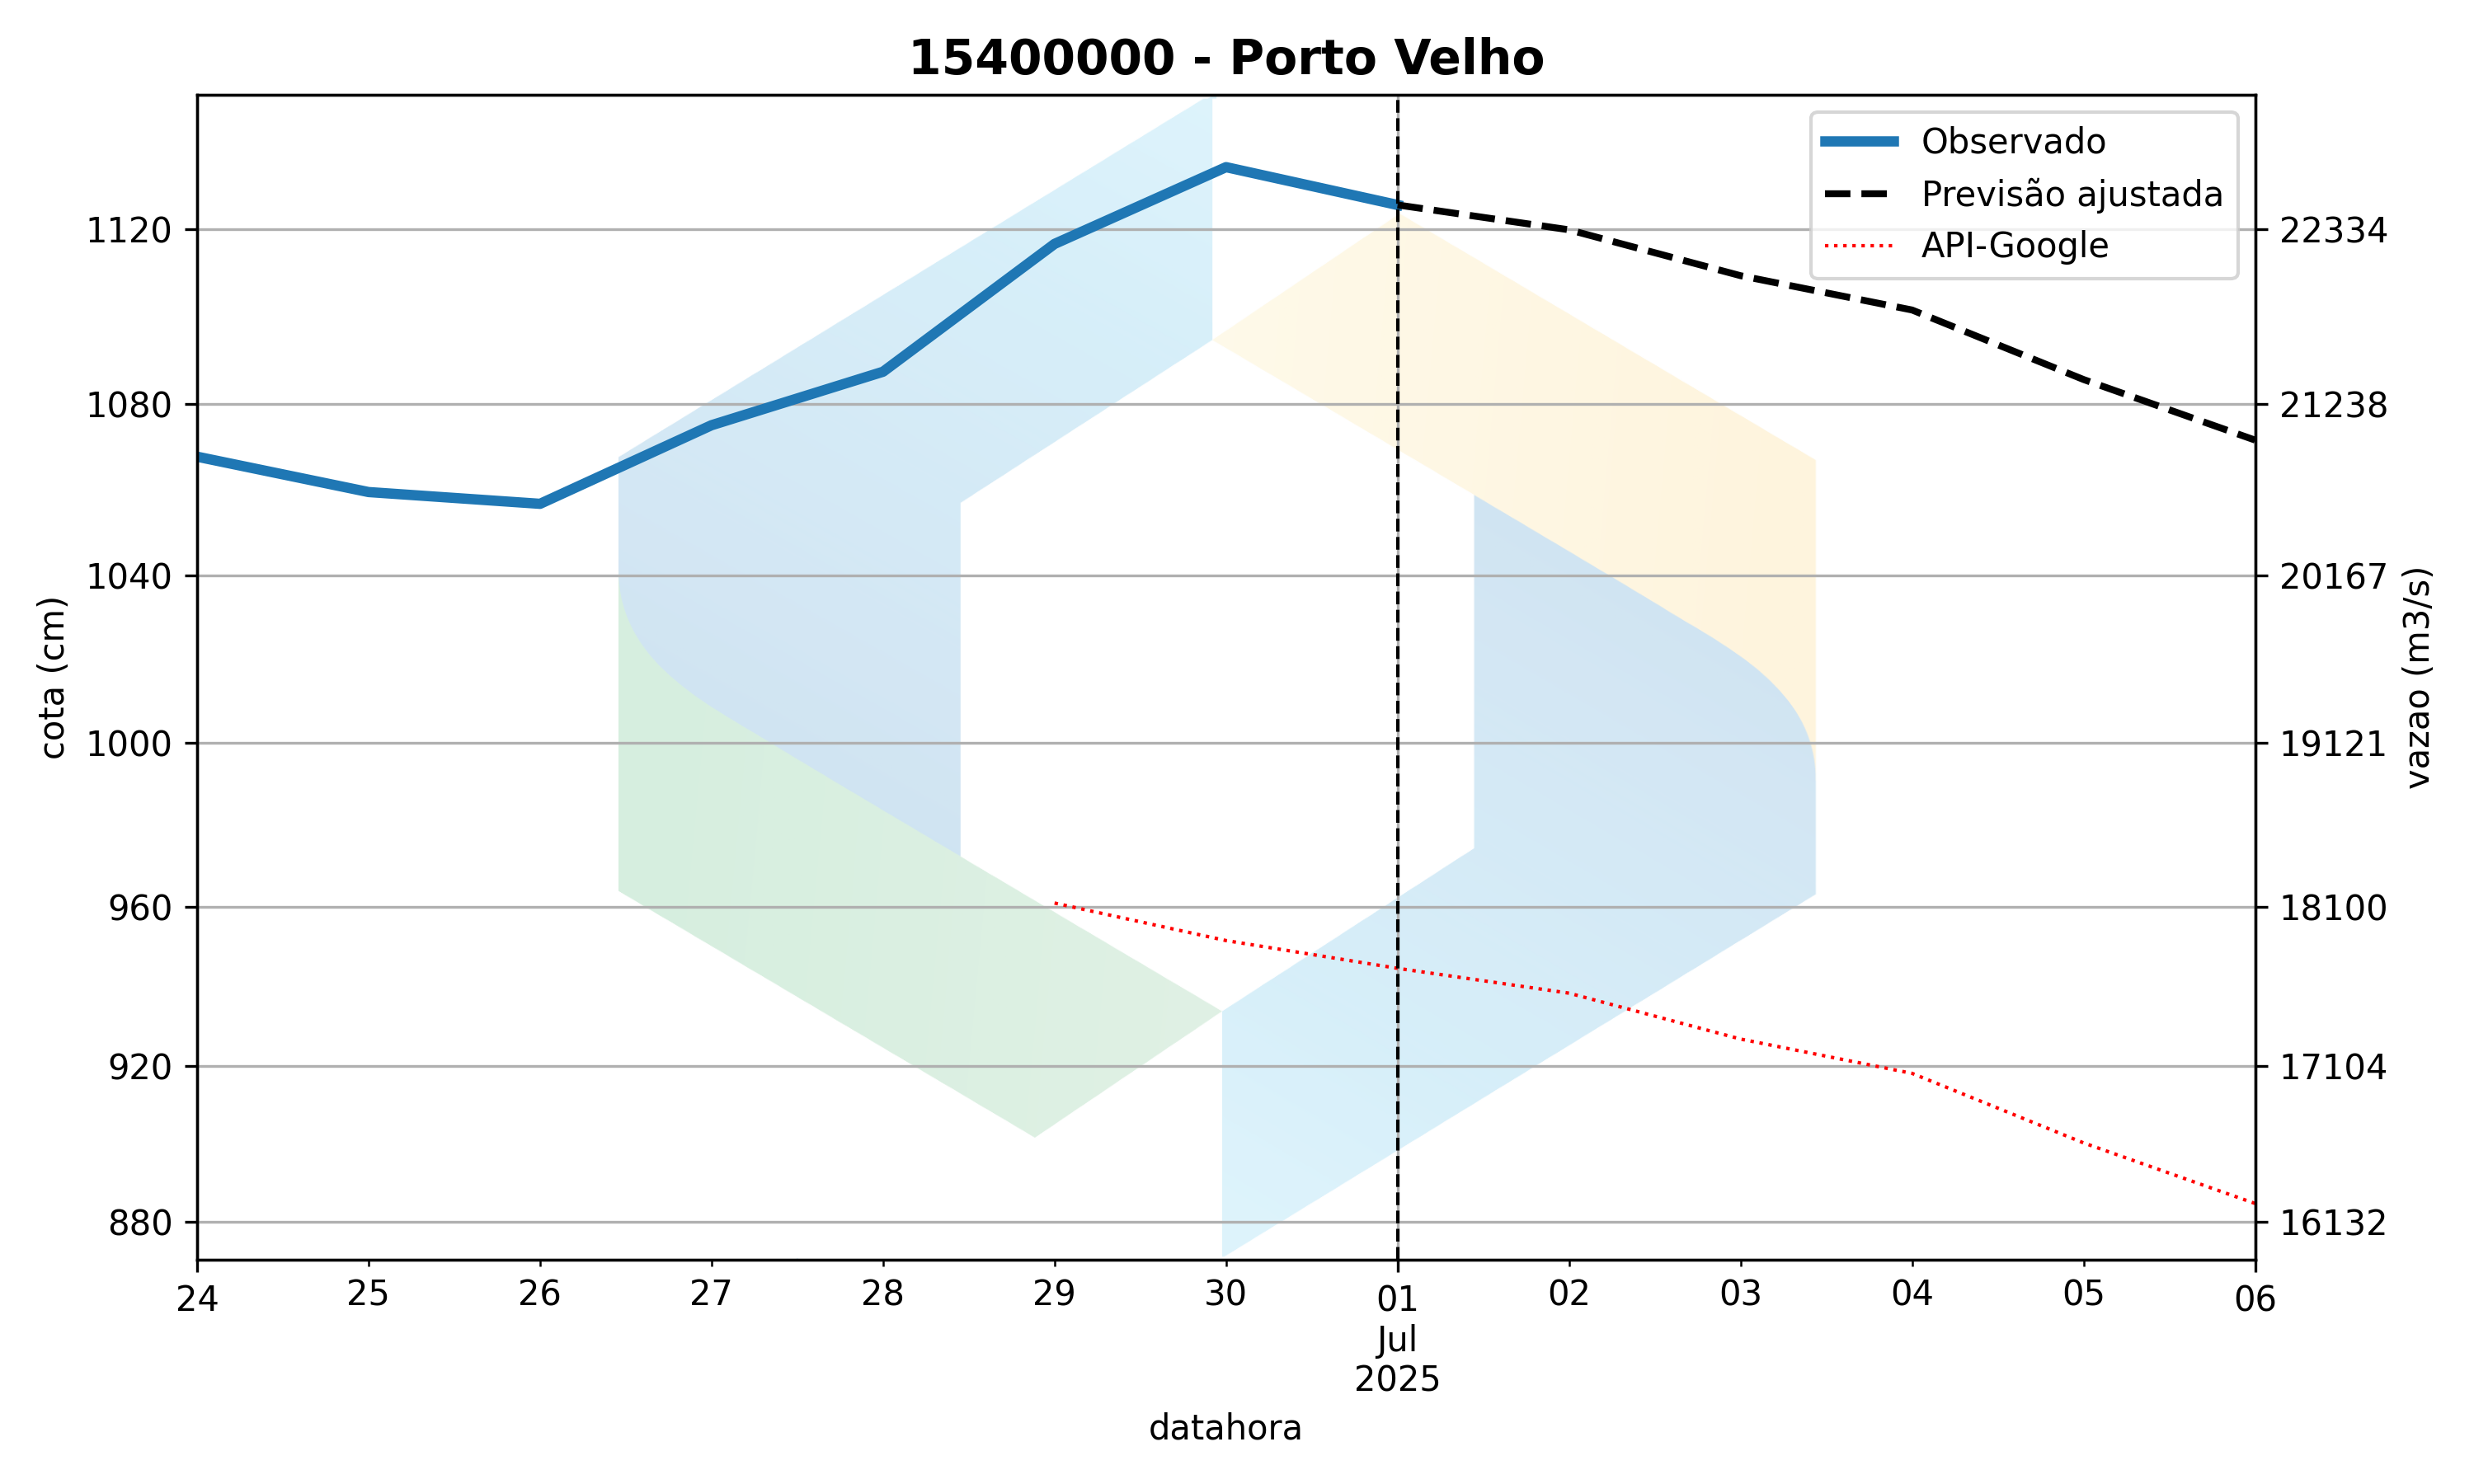 15400000 - Porto Velho
Observado
Previsão ajustada
API-Google
1120
1080
1040
1000
960
920
880
cota (cm)
22334
21238
20167
19121
18100
17104
16132
vazao (m3/s)
24 25 26 27 28 29 30 01 02 03 04 05 06
Jul
2025
datahora